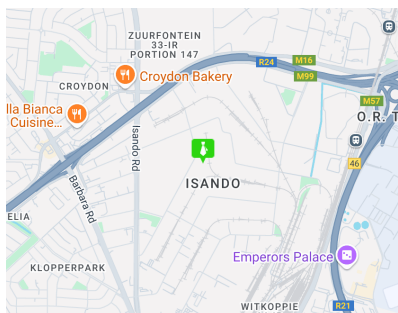 ZUURFONTEIN
33-IR
PORTION 147
M16
R24
M99
CROYDON
Croydon Bakery
M57
lla Bianca
Cuisine...
O.R. T
Isando Rd
46
ISANDO
Barbara Rd
ELIA
Emperors Palace
KLOPPERPARK
WITKOPPIE
R21